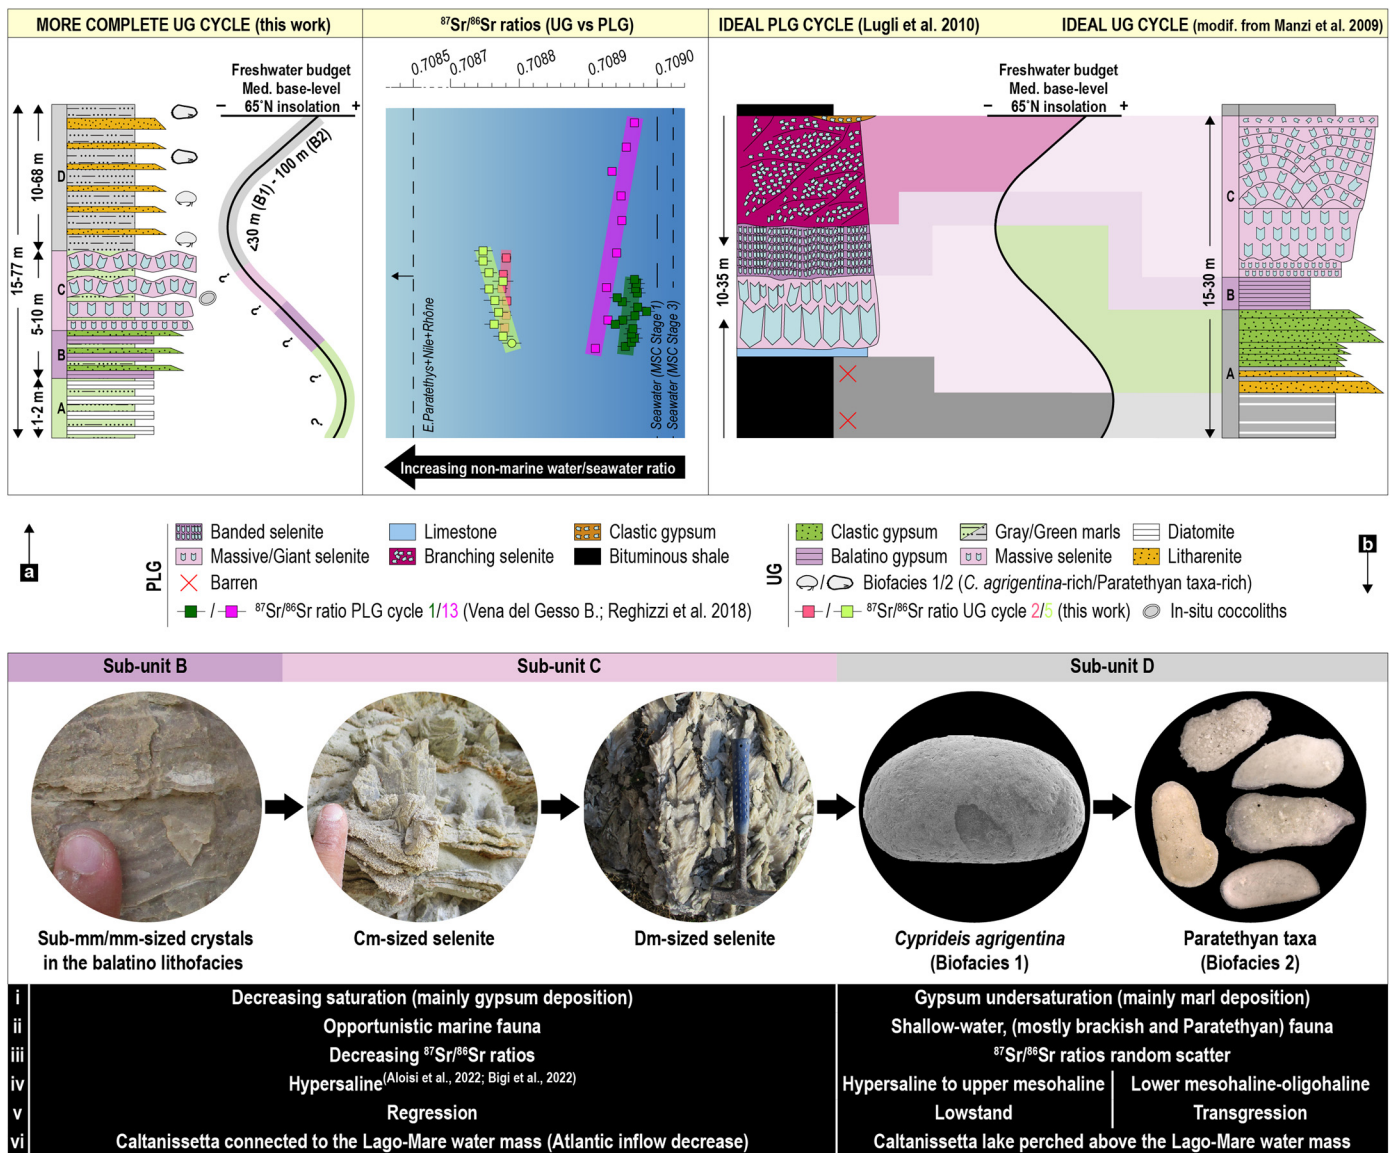 MORE COMPLETE UG CYCLE (this work)
⁸⁷Sr/⁸⁶Sr ratios (UG vs PLG)
IDEAL PLG CYCLE (Lugli et al. 2010)
IDEAL UG CYCLE (modif. from Manzi et al. 2009)
Freshwater budget
Med. base-level
65°N insolation
− +
15-77 m
10-68 m
5-10 m
1-2 m
D
C
B
A
<30 m (B1) - 100 m (B2)
?
?
?
?
?
0.7085
0.7087
0.7088
0.7089
0.7090
E.Paratethys+Nile+Rhône
Seawater (MSC Stage 1)
Seawater (MSC Stage 3)
Increasing non-marine water/seawater ratio
10-35 m
Freshwater budget
Med. base-level
65°N insolation
− +
15-30 m
C
B
A
a
PLG
Banded selenite
Limestone
Clastic gypsum
Massive/Giant selenite
Branching selenite
Bituminous shale
Barren
/ ⁸⁷Sr/⁸⁶Sr ratio PLG cycle 1/13 (Vena del Gesso B.; Reghizzi et al. 2018)
UG
Clastic gypsum
Gray/Green marls
Diatomite
Balatino gypsum
Massive selenite
Litharenite
/ Biofacies 1/2 (C. agrigentina-rich/Paratethyan taxa-rich)
/ ⁸⁷Sr/⁸⁶Sr ratio UG cycle 2/5 (this work)
In-situ coccoliths
b
Sub-unit B
Sub-unit C
Sub-unit D
Sub-mm/mm-sized crystals
in the balatino lithofacies
Cm-sized selenite
Dm-sized selenite
Cyprideis agrigentina
(Biofacies 1)
Paratethyan taxa
(Biofacies 2)
i Decreasing saturation (mainly gypsum deposition) Gypsum undersaturation (mainly marl deposition)
ii Opportunistic marine fauna Shallow-water, (mostly brackish and Paratethyan) fauna
iii Decreasing ⁸⁷Sr/⁸⁶Sr ratios ⁸⁷Sr/⁸⁶Sr ratios random scatter
iv Hypersaline(Aloisi et al., 2022; Bigi et al., 2022) Hypersaline to upper mesohaline Lower mesohaline-oligohaline
v Regression Lowstand Transgression
vi Caltanissetta connected to the Lago-Mare water mass (Atlantic inflow decrease) Caltanissetta lake perched above the Lago-Mare water mass